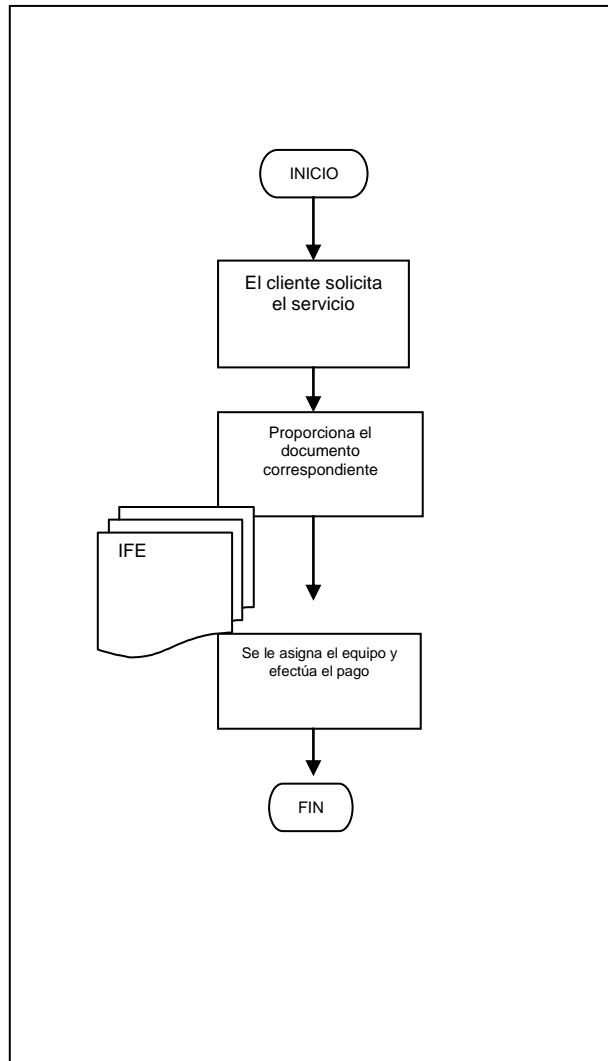 INICIO
El cliente solicita
el servicio
Proporciona el
documento
correspondiente
IFE
Se le asigna el equipo y
efectúa el pago
FIN